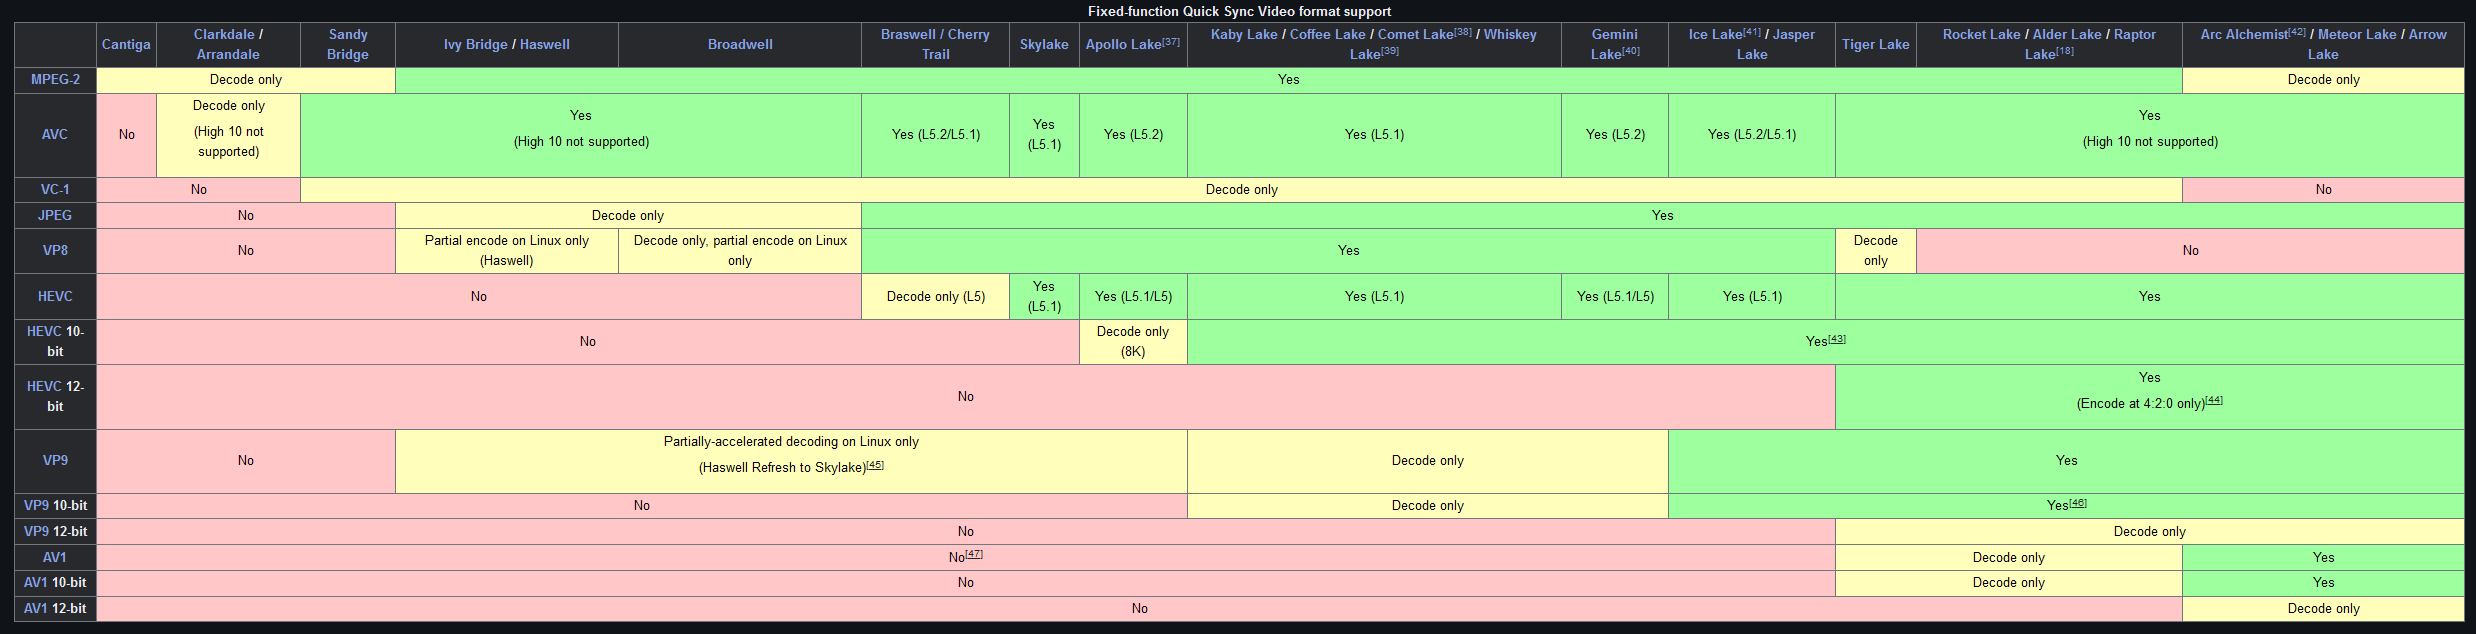 Fixed-function Quick Sync Video format support
Cantiga
Clarkdale /
Arrandale
Sandy
Bridge
Ivy Bridge / Haswell
Broadwell
Braswell / Cherry
Trail
Skylake
Apollo Lake[37]
Kaby Lake / Coffee Lake / Comet Lake[38] / Whiskey
Lake[39]
Gemini
Lake[40]
Ice Lake[41] / Jasper
Lake
Tiger Lake
Rocket Lake / Alder Lake / Raptor
Lake[18]
Arc Alchemist[42] / Meteor Lake / Arrow
Lake
MPEG-2
Decode only
Yes
Decode only
AVC
No
Decode only
(High 10 not
supported)
Yes
(High 10 not supported)
Yes (L5.2/L5.1)
Yes
(L5.1)
Yes (L5.2)
Yes (L5.1)
Yes (L5.2)
Yes (L5.2/L5.1)
Yes
(High 10 not supported)
VC-1
No
Decode only
No
JPEG
No
Decode only
Yes
VP8
No
Partial encode on Linux only
(Haswell)
Decode only, partial encode on Linux
only
Yes
Decode
only
No
HEVC
No
Decode only (L5)
Yes
(L5.1)
Yes (L5.1/L5)
Yes (L5.1)
Yes (L5.1/L5)
Yes (L5.1)
Yes
HEVC 10-
bit
No
Decode only
(8K)
Yes[43]
HEVC 12-
bit
No
Yes
(Encode at 4:2:0 only)[44]
VP9
No
Partially-accelerated decoding on Linux only
(Haswell Refresh to Skylake)[45]
Decode only
Yes
VP9 10-bit
No
Decode only
Yes[46]
VP9 12-bit
No
Decode only
AV1
No[47]
Decode only
Yes
AV1 10-bit
No
Decode only
Yes
AV1 12-bit
No
Decode only